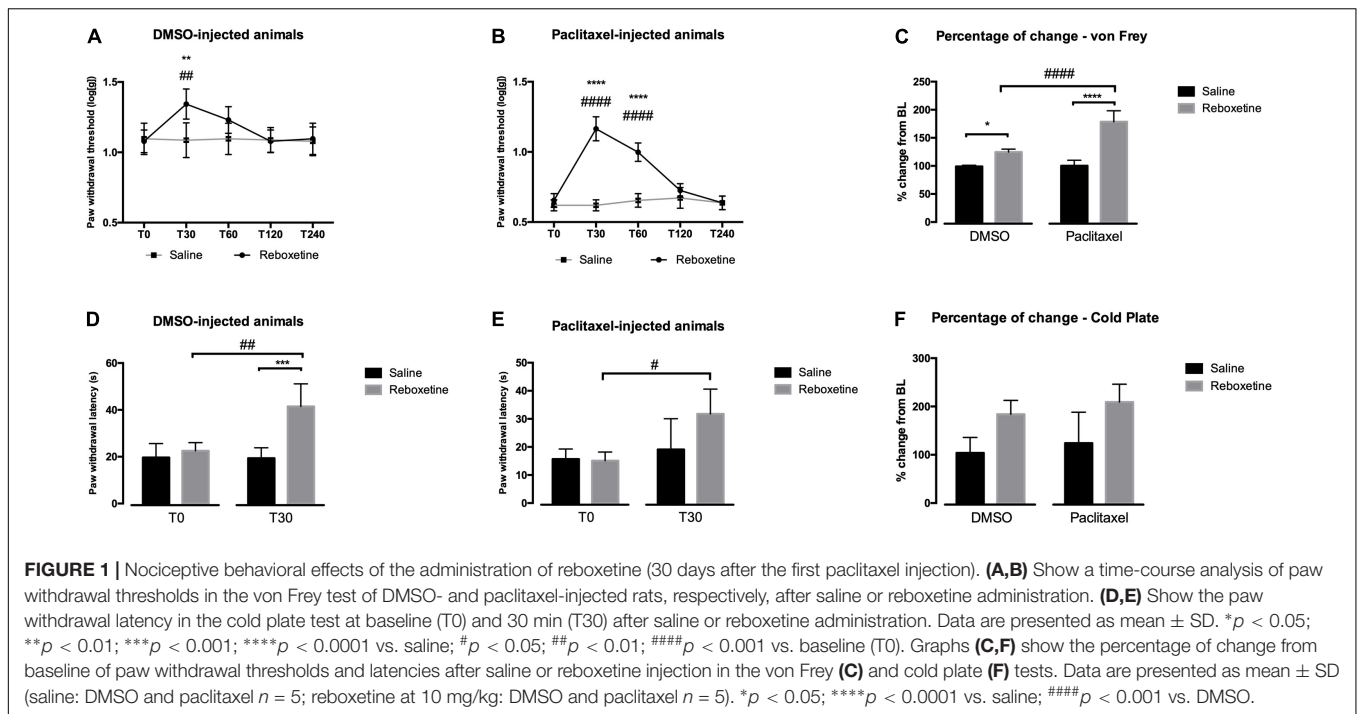 A
DMSO-injected animals
**
##
Paw withdrawal threshold (log[g])
1.5
1.0
0.5
T0 T30 T60 T120 T240
Saline Reboxetine
B
Paclitaxel-injected animals
****
####
****
####
Paw withdrawal threshold (log[g])
1.5
1.0
0.5
T0 T30 T60 T120 T240
Saline Reboxetine
C
Percentage of change - von Frey
####
*
****
% change from BL
250
200
150
100
50
0
DMSO Paclitaxel
Saline
Reboxetine
D
DMSO-injected animals
##
***
Paw withdrawal latency (s)
60
40
20
0
T0 T30
Saline
Reboxetine
E
Paclitaxel-injected animals
#
Paw withdrawal latency (s)
50
40
30
20
10
0
T0 T30
Saline
Reboxetine
F
Percentage of change - Cold Plate
% change from BL
300
200
100
0
DMSO Paclitaxel
Saline
Reboxetine
FIGURE 1 | Nociceptive behavioral effects of the administration of reboxetine (30 days after the first paclitaxel injection). (A,B) Show a time-course analysis of paw
withdrawal thresholds in the von Frey test of DMSO- and paclitaxel-injected rats, respectively, after saline or reboxetine administration. (D,E) Show the paw
withdrawal latency in the cold plate test at baseline (T0) and 30 min (T30) after saline or reboxetine administration. Data are presented as mean ± SD. *p < 0.05;
**p < 0.01; ***p < 0.001; ****p < 0.0001 vs. saline; #p < 0.05; ##p < 0.01; ####p < 0.001 vs. baseline (T0). Graphs (C,F) show the percentage of change from
baseline of paw withdrawal thresholds and latencies after saline or reboxetine injection in the von Frey (C) and cold plate (F) tests. Data are presented as mean ± SD
(saline: DMSO and paclitaxel n = 5; reboxetine at 10 mg/kg: DMSO and paclitaxel n = 5). *p < 0.05; ****p < 0.0001 vs. saline; ####p < 0.001 vs. DMSO.